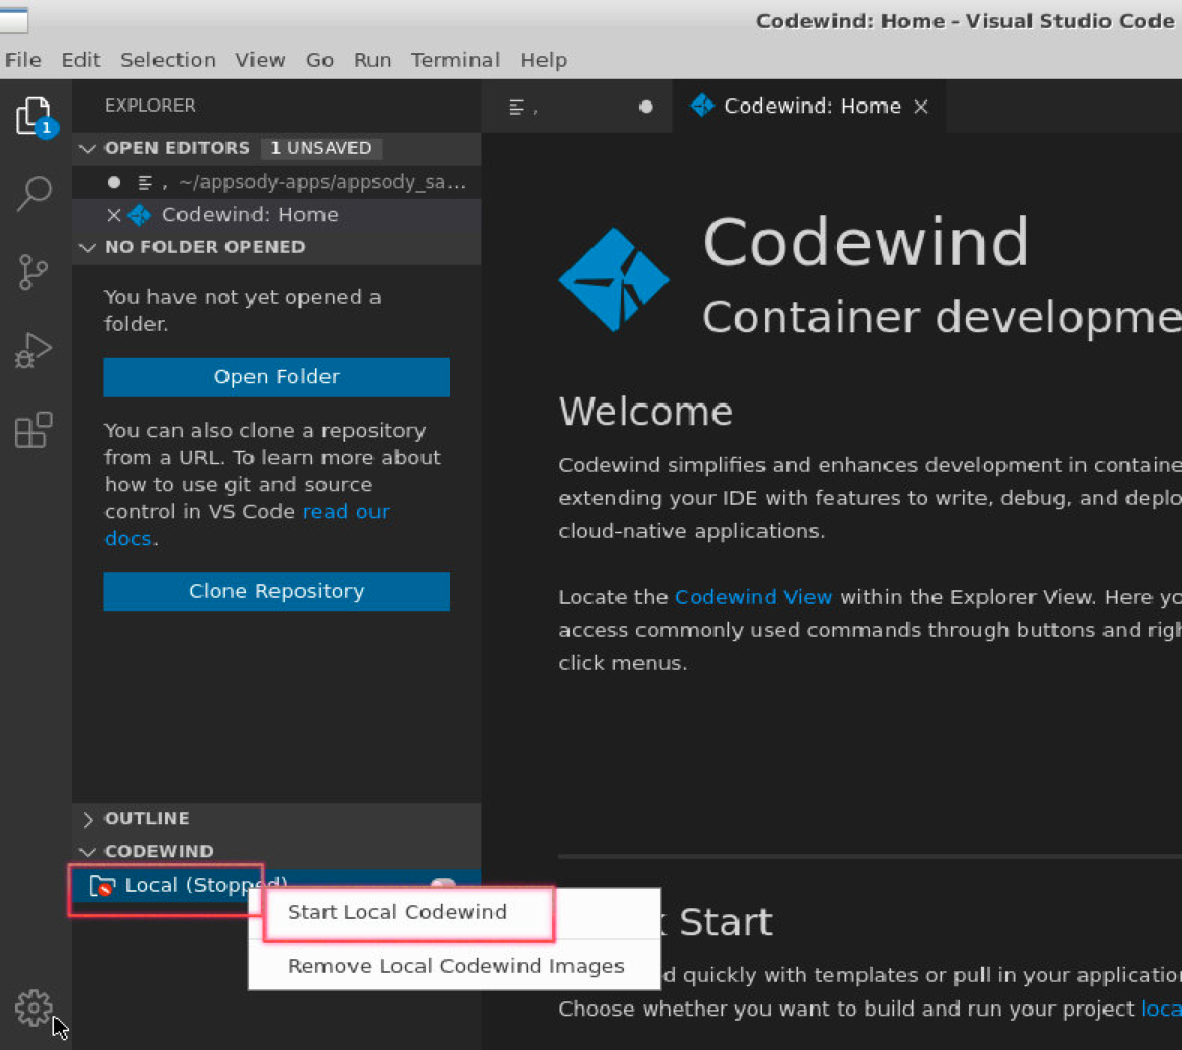 Codewind: Home - Visual Studio Code
File Edit Selection View Go Run Terminal Help
EXPLORER
1
OPEN EDITORS 1 UNSAVED
, ~/appsody-apps/appsody_sa...
Codewind: Home
NO FOLDER OPENED
You have not yet opened a
folder.
Open Folder
You can also clone a repository
from a URL. To learn more about
how to use git and source
control in VS Code read our
docs..
Clone Repository
OUTLINE
CODEWIND
Local (Stopped)
Start Local Codewind
Remove Local Codewind Images
,
Codewind: Home
Codewind
Container developme
Welcome
Codewind simplifies and enhances development in containe
extending your IDE with features to write, debug, and deplo
cloud-native applications.
Locate the Codewind View within the Explorer View. Here yo
access commonly used commands through buttons and righ
click menus.
k Start
d quickly with templates or pull in your application
Choose whether you want to build and run your project loca